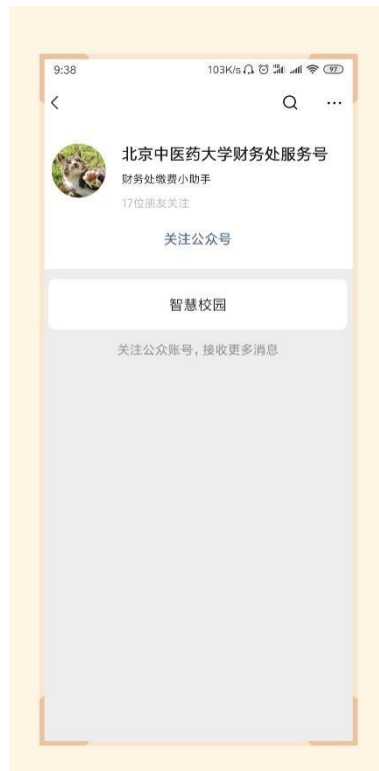 9:38
103K/s
97
北京中医药大学财务处服务号
财务处缴费小助手
17位朋友关注
关注公众号
智慧校园
关注公众账号，接收更多消息